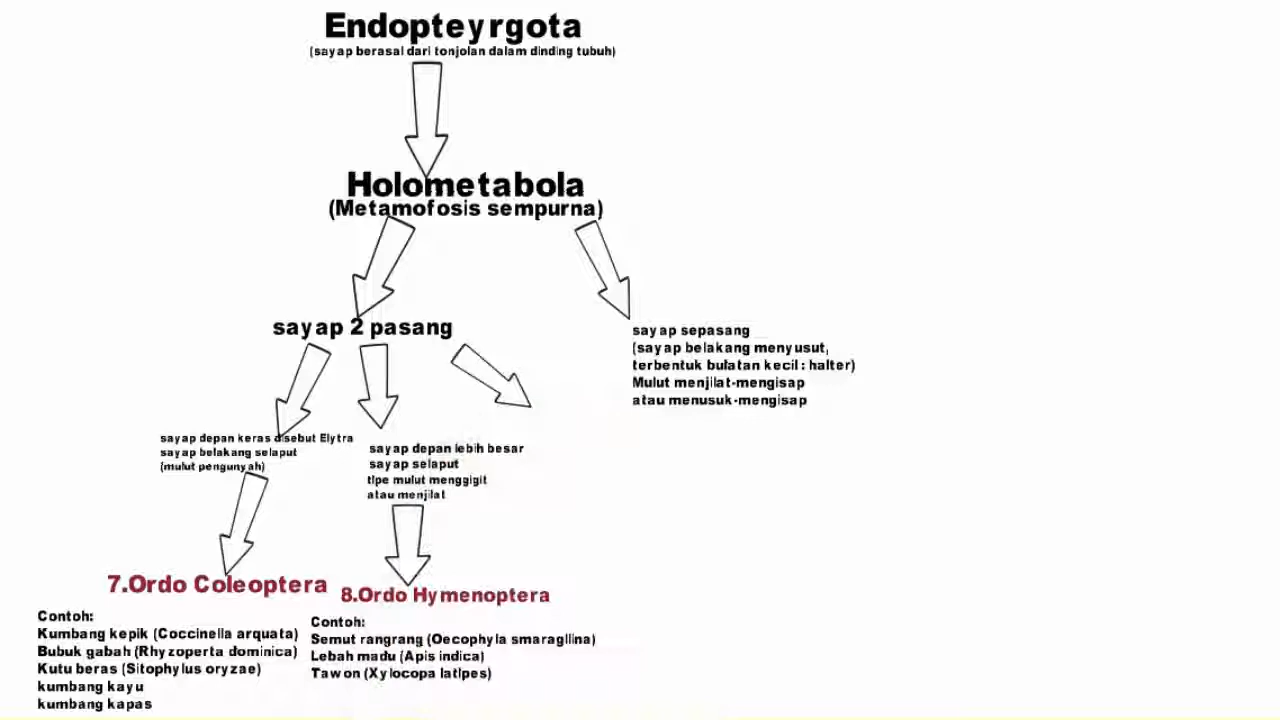 Endopteyrgota
(sayap berasal dari tonjolan dalam dinding tubuh)
Holometabola
(Metamofosis sempurna)
sayap 2 pasang
sayap sepasang
(sayap belakang menyusut,
terbentuk bulatan kecil : halter)
Mulut menjilat-mengisap
atau menusuk-mengisap
sayap depan keras disebut Elytra
sayap belakang selaput
(mulut pengunyah)
sayap depan lebih besar
sayap selaput
tipe mulut menggigit
atau menjilat
7.Ordo Coleoptera
Contoh:
Kumbang kepik (Coccinella arquata)
Bubuk gabah (Rhyzoperta dominica)
Kutu beras (Sitophylus oryzae)
kumbang kayu
kumbang kapas
8.Ordo Hymenoptera
Contoh:
Semut rangrang (Oecophyla smaragllina)
Lebah madu (Apis indica)
Tawon (Xylocopa latipes)